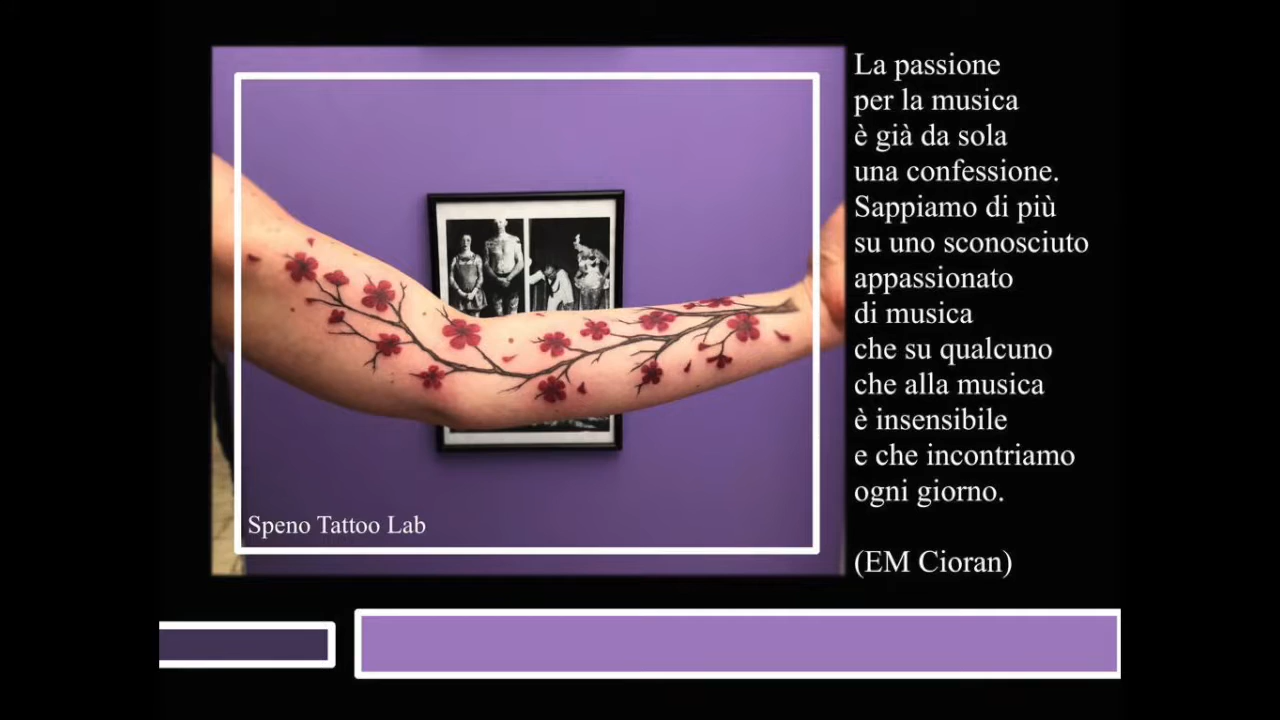 La passione
per la musica
è già da sola
una confessione.
Sappiamo di più
su uno sconosciuto
appassionato
di musica
che su qualcuno
che alla musica
è insensibile
e che incontriamo
ogni giorno.
(EM Cioran)
Speno Tattoo Lab